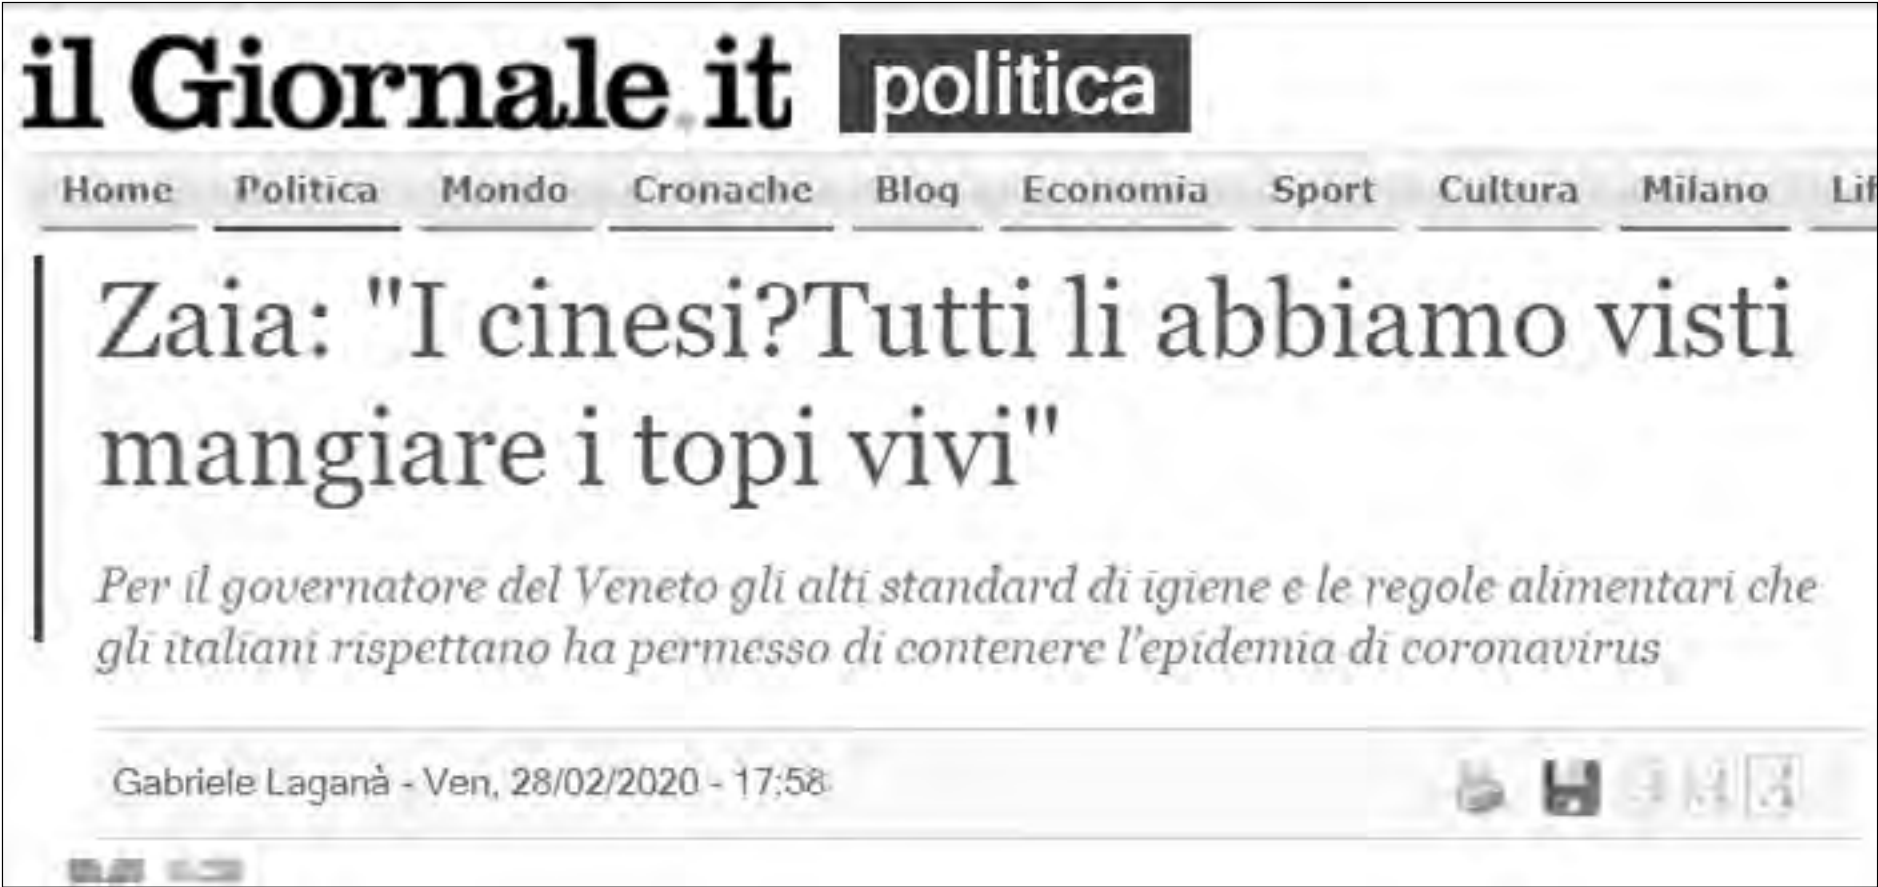 il Giornale.it politica
Home Politica Mondo Cronache Blog Economia Sport Cultura Milano Lif
Zaia: "I cinesi?Tutti li abbiamo visti
mangiare i topi vivi"
Per il governatore del Veneto gli alti standard di igiene e le regole alimentari che
gli italiani rispettano ha permesso di contenere l'epidemia di coronavirus
Gabriele Laganà - Ven, 28/02/2020 - 17:58